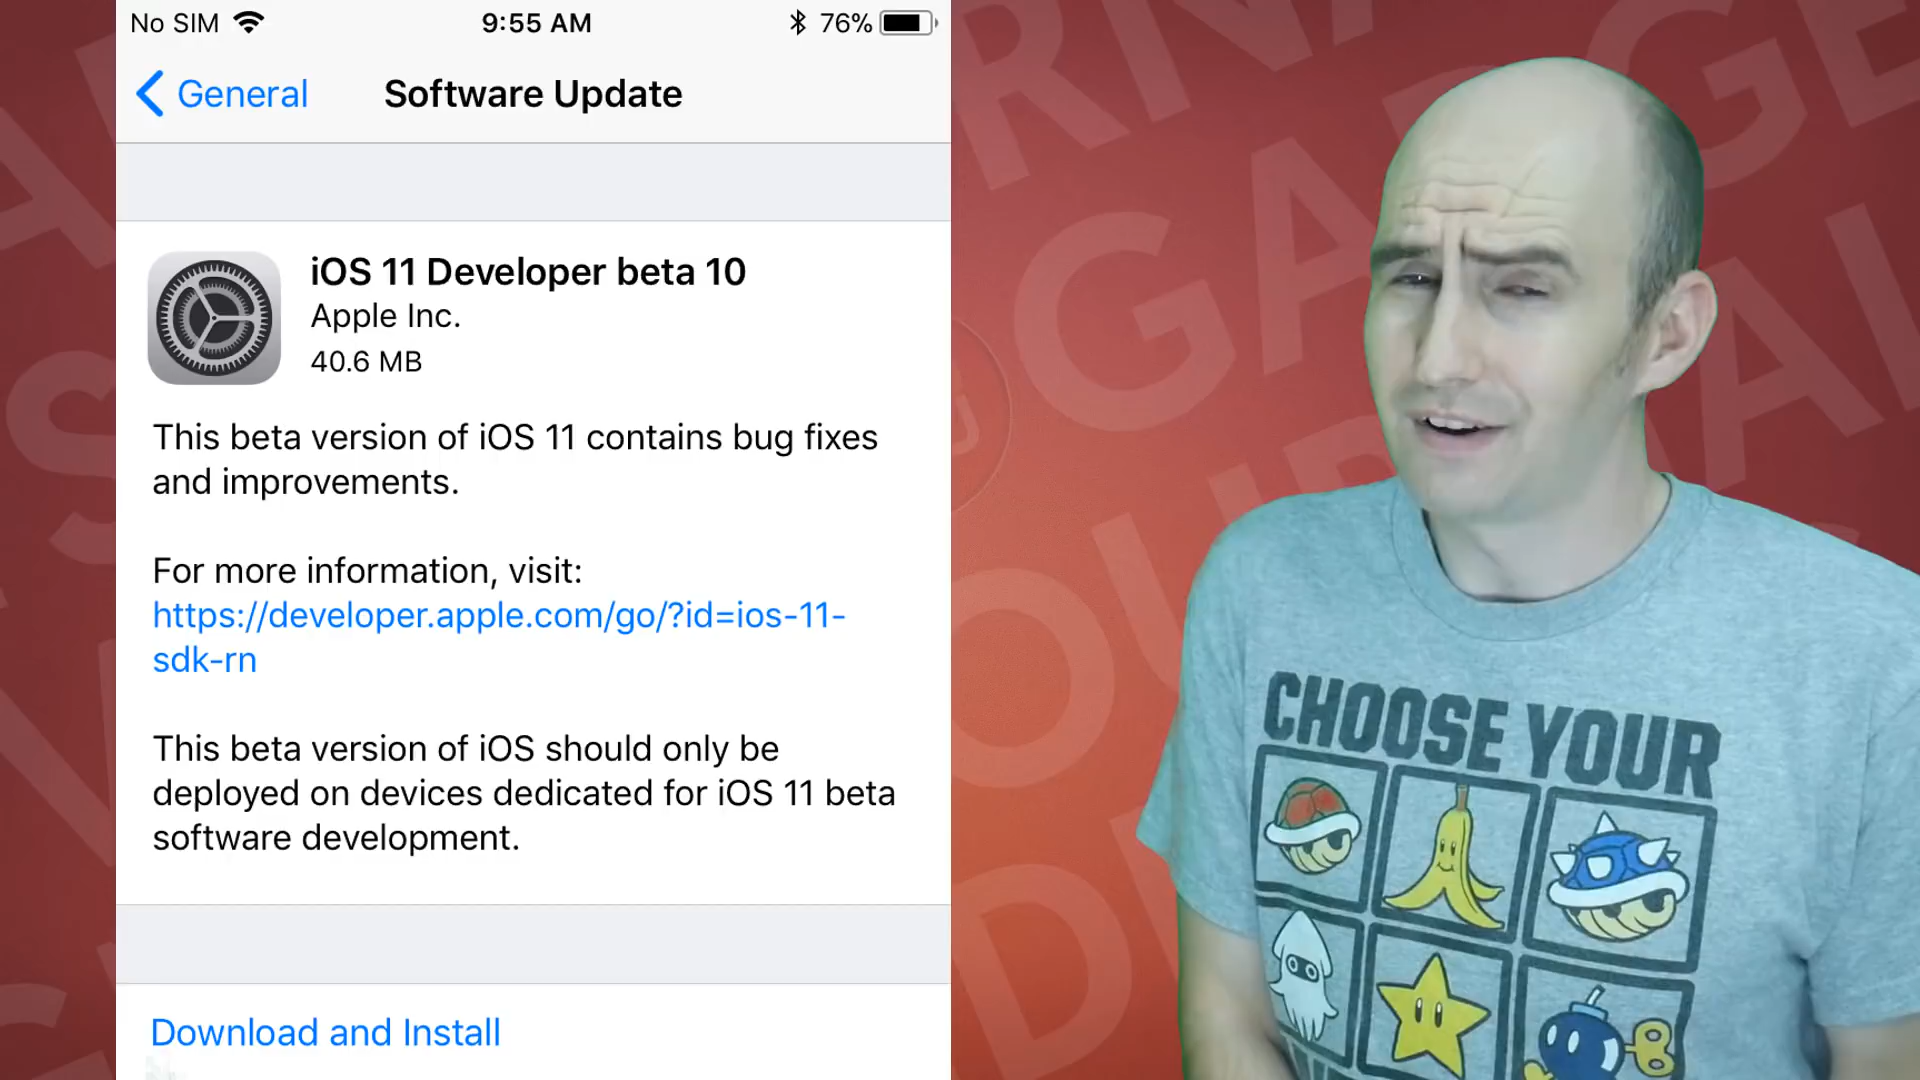 No SIM 9:55 AM 76%
General Software Update
iOS 11 Developer beta 10
Apple Inc.
40.6 MB
This beta version of iOS 11 contains bug fixes
and improvements.
For more information, visit:
https://developer.apple.com/go/?id=ios-11-
sdk-rn
This beta version of iOS should only be
deployed on devices dedicated for iOS 11 beta
software development.
Download and Install
CHOOSE YOUR